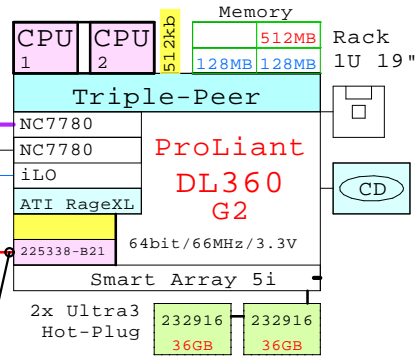 Memory
CPU
1
CPU
2
512kb
512MB
128MB 128MB
Rack
1U 19"
Triple-Peer
NC7780
NC7780
iLO
ATI RageXL
225338-B21
ProLiant
DL360
G2
64bit/66MHz/3.3V
CD
Smart Array 5i
2x Ultra3
Hot-Plug
232916
36GB
232916
36GB